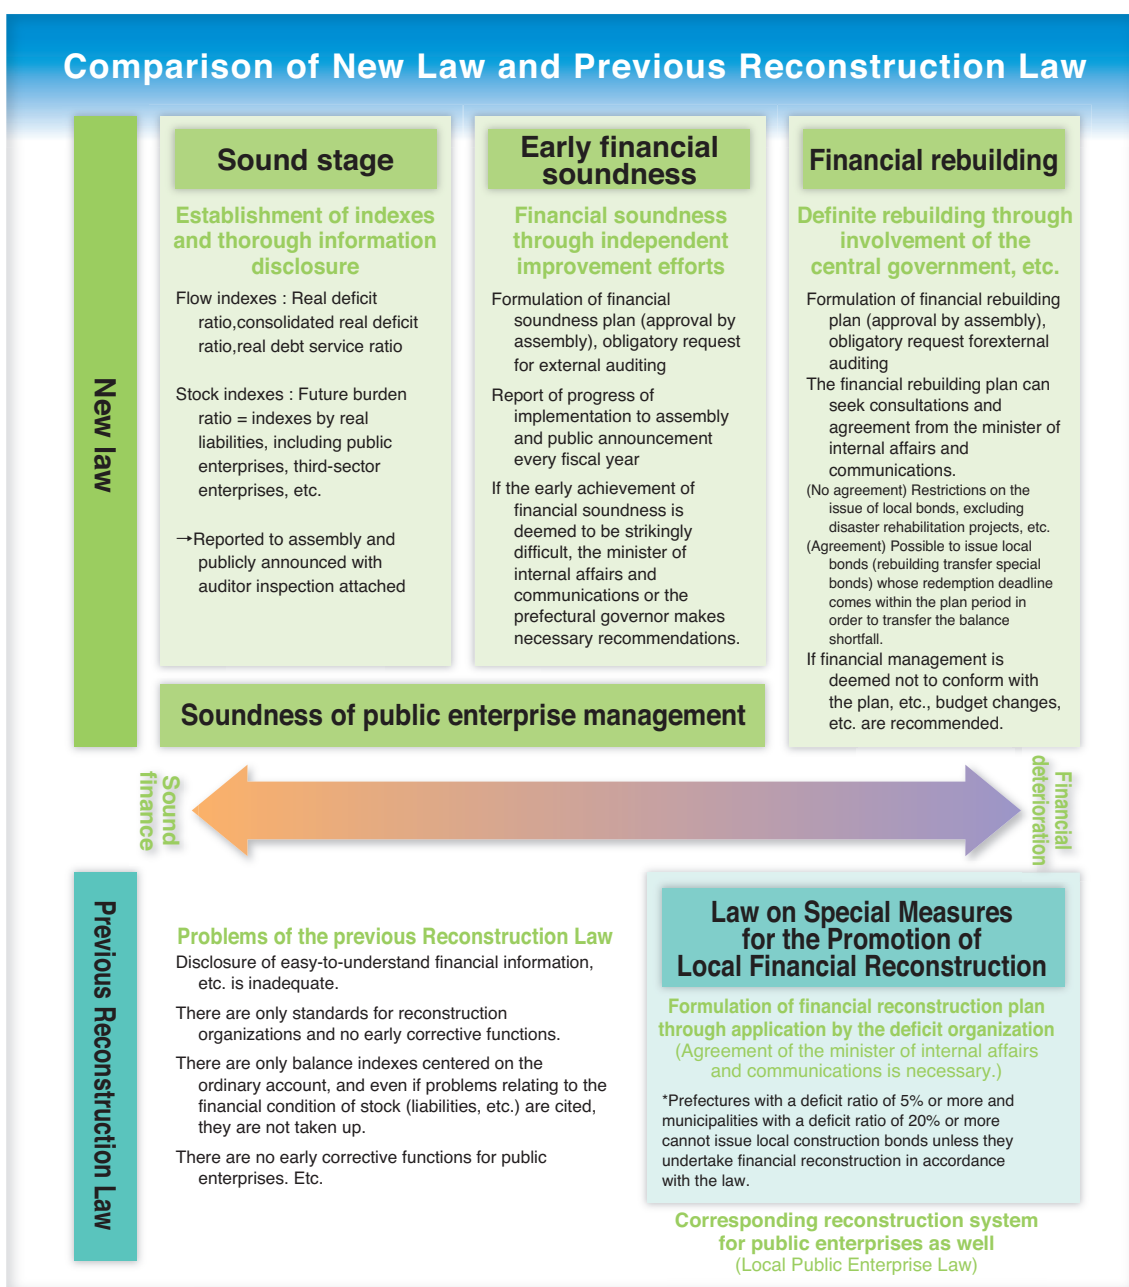 Comparison of New Law and Previous Reconstruction Law
New law
Sound stage
Establishment of indexes
and thorough information
disclosure
Flow indexes : Real deficit
ratio,consolidated real deficit
ratio,real debt service ratio
Stock indexes : Future burden
ratio = indexes by real
liabilities, including public
enterprises, third-sector
enterprises, etc.
→Reported to assembly and
publicly announced with
auditor inspection attached
Early financial
soundness
Financial soundness
through independent
improvement efforts
Formulation of financial
soundness plan (approval by
assembly), obligatory request
for external auditing
Report of progress of
implementation to assembly
and public announcement
every fiscal year
If the early achievement of
financial soundness is
deemed to be strikingly
difficult, the minister of
internal affairs and
communications or the
prefectural governor makes
necessary recommendations.
Financial rebuilding
Definite rebuilding through
involvement of the
central government, etc.
Formulation of financial rebuilding
plan (approval by assembly),
obligatory request forexternal
auditing
The financial rebuilding plan can
seek consultations and
agreement from the minister of
internal affairs and
communications.
(No agreement) Restrictions on the
issue of local bonds, excluding
disaster rehabilitation projects, etc.
(Agreement) Possible to issue local
bonds (rebuilding transfer special
bonds) whose redemption deadline
comes within the plan period in
order to transfer the balance
shortfall.
If financial management is
deemed not to conform with
the plan, etc., budget changes,
etc. are recommended.
Soundness of public enterprise management
Sound
finance
Financial
deterioration
Previous Reconstruction Law
Problems of the previous Reconstruction Law
Disclosure of easy-to-understand financial information,
etc. is inadequate.
There are only standards for reconstruction
organizations and no early corrective functions.
There are only balance indexes centered on the
ordinary account, and even if problems relating to the
financial condition of stock (liabilities, etc.) are cited,
they are not taken up.
There are no early corrective functions for public
enterprises. Etc.
Law on Special Measures
for the Promotion of
Local Financial Reconstruction
Formulation of financial reconstruction plan
through application by the deficit organization
(Agreement of the minister of internal affairs
and communications is necessary.)
*Prefectures with a deficit ratio of 5% or more and
municipalities with a deficit ratio of 20% or more
cannot issue local construction bonds unless they
undertake financial reconstruction in accordance
with the law.
Corresponding reconstruction system
for public enterprises as well
(Local Public Enterprise Law)